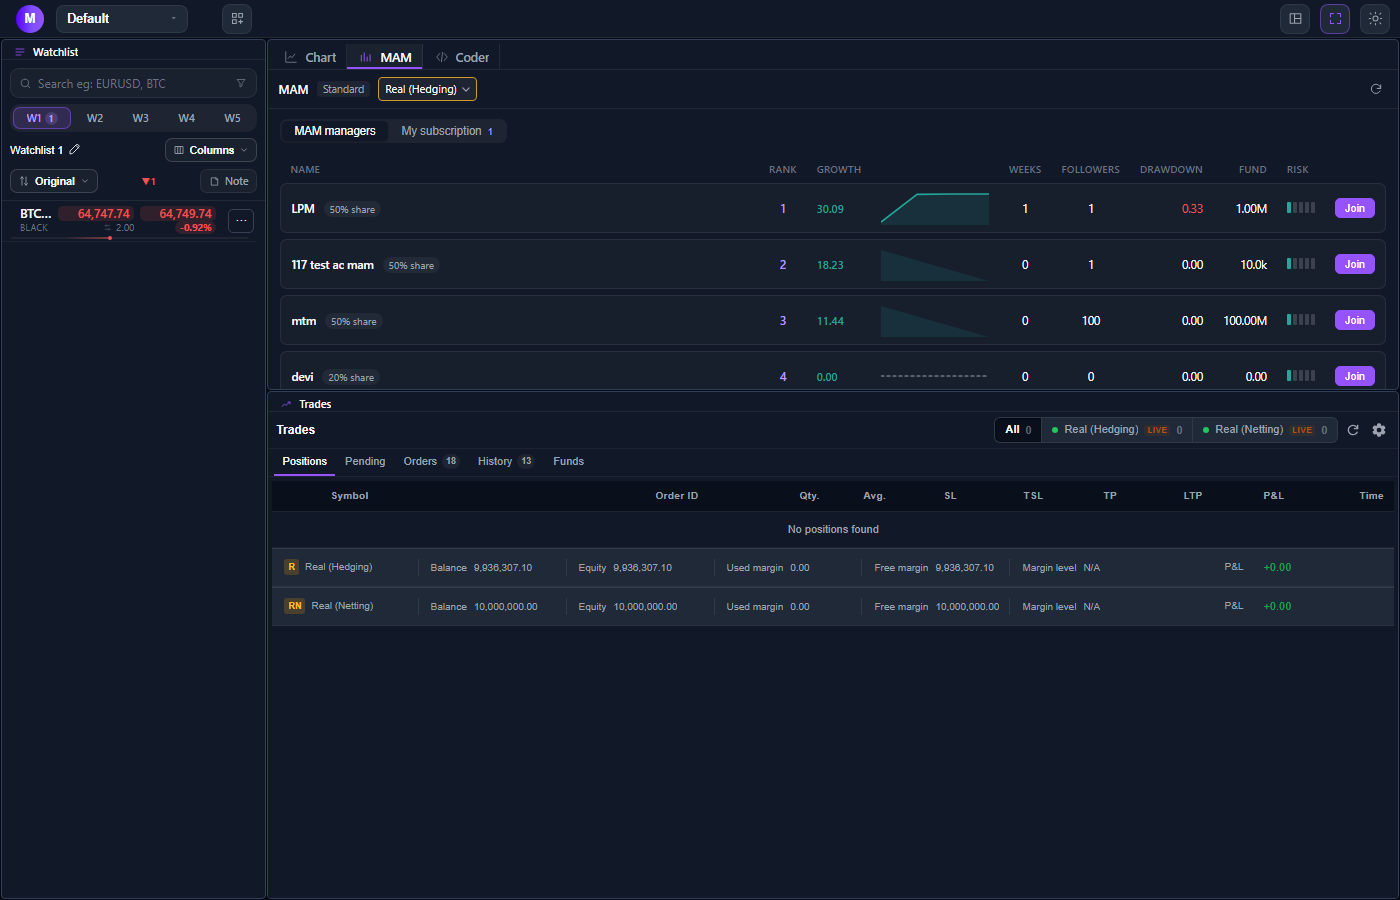 M Default
Watchlist
Search eg: EURUSD, BTC
W1 1 W2 W3 W4 W5
Watchlist 1 Columns
Original ▼1 Note
BTC... 64,747.74 64,749.74 ...
BLACK 2.00 -0.92%
Chart MAM Coder
MAM Standard Real (Hedging)
MAM managers My subscription 1
NAME RANK GROWTH WEEKS FOLLOWERS DRAWDOWN FUND RISK
LPM 50% share 1 30.09 1 1 0.33 1.00M Join
117 test ac mam 50% share 2 18.23 0 1 0.00 10.0k Join
mtm 50% share 3 11.44 0 100 0.00 100.00M Join
devi 20% share 4 0.00 0 0 0.00 0.00 Join
Trades
Trades All 0 Real (Hedging) LIVE 0 Real (Netting) LIVE 0
Positions Pending Orders 18 History 13 Funds
Symbol Order ID Qty. Avg. SL TSL TP LTP P&L Time
No positions found
R Real (Hedging) Balance 9,936,307.10 Equity 9,936,307.10 Used margin 0.00 Free margin 9,936,307.10 Margin level N/A P&L +0.00
RN Real (Netting) Balance 10,000,000.00 Equity 10,000,000.00 Used margin 0.00 Free margin 10,000,000.00 Margin level N/A P&L +0.00